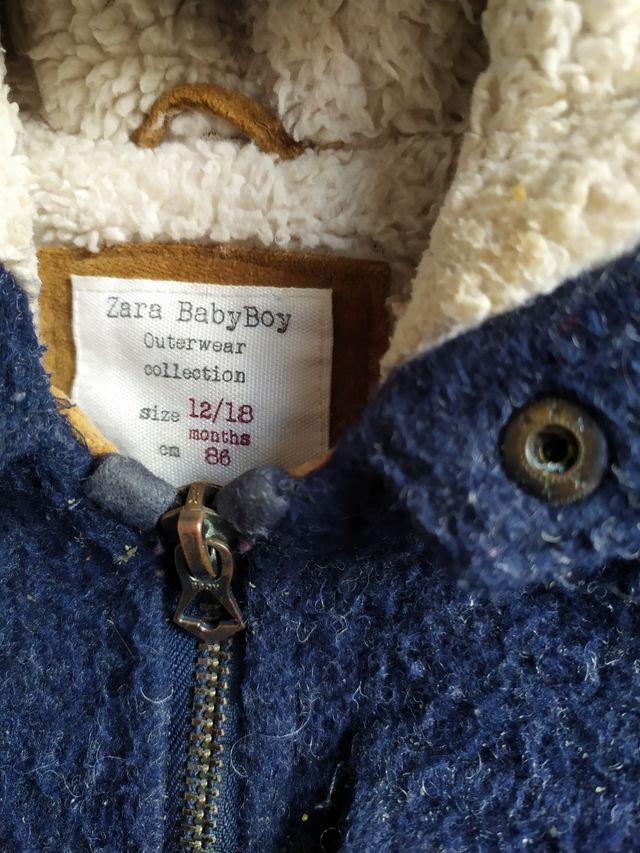 Zara BabyBoy
Outerwear
collection
size 12/18
months
cm 86